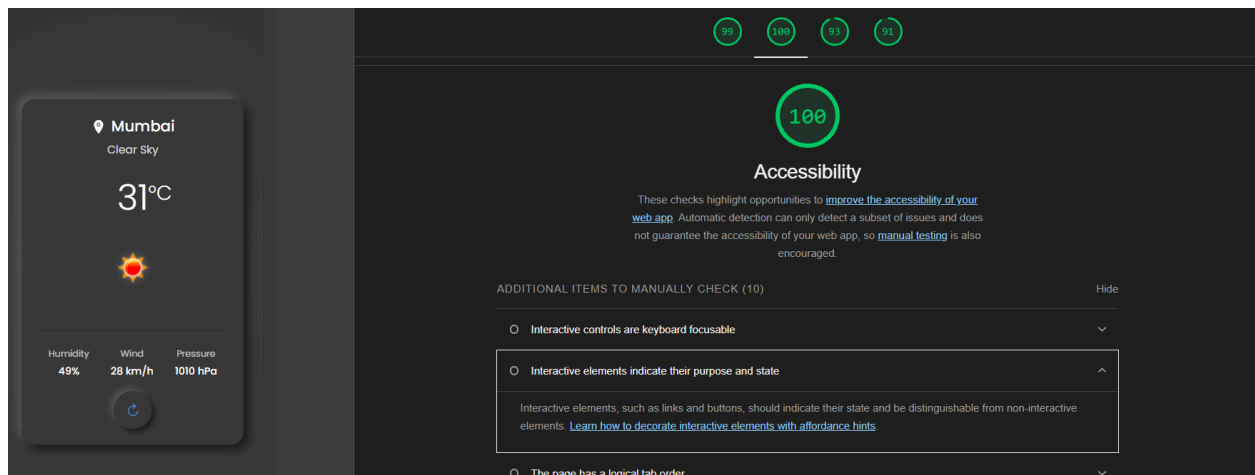 Mumbai
Clear Sky
31°C
Humidity Wind Pressure
49% 28 km/h 1010 hPa
99 100 93 91
100
Accessibility
These checks highlight opportunities to improve the accessibility of your
web app. Automatic detection can only detect a subset of issues and does
not guarantee the accessibility of your web app, so manual testing is also
encouraged.
ADDITIONAL ITEMS TO MANUALLY CHECK (10) Hide
Interactive controls are keyboard focusable
Interactive elements indicate their purpose and state
Interactive elements, such as links and buttons, should indicate their state and be distinguishable from non-interactive
elements. Learn how to decorate interactive elements with affordance hints.
The page has a logical tab order